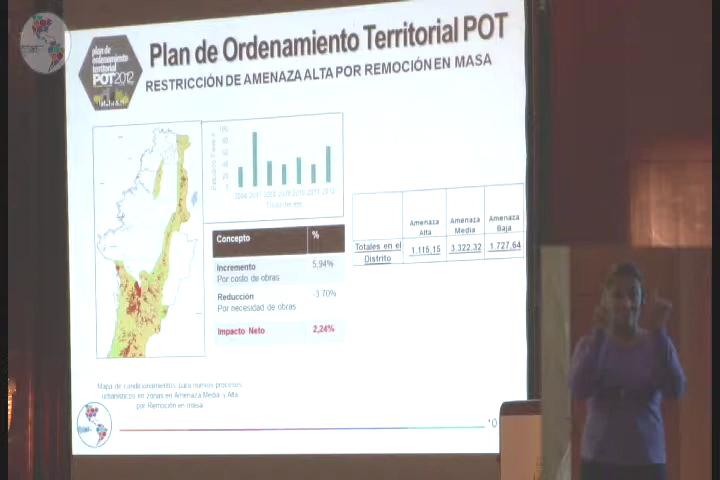 plan de
ordenamiento
territorial
POT2012
Plan de Ordenamiento Territorial POT
RESTRICCIÓN DE AMENAZA ALTA POR REMOCIÓN EN MASA
Concepto %
Incremento 5,94%
Por costo de obras
Reducción -3.70%
Por necesidad de obras
Impacto Neto 2,24%
Amenaza Alta Amenaza Media Amenaza Baja
Totales en el Distrito 1.115,15 3.322,32 1.727,64
Mapa de condicionamientos para nuevos procesos
urbanísticos en zonas en Amenaza Media y Alta
por Remoción en masa